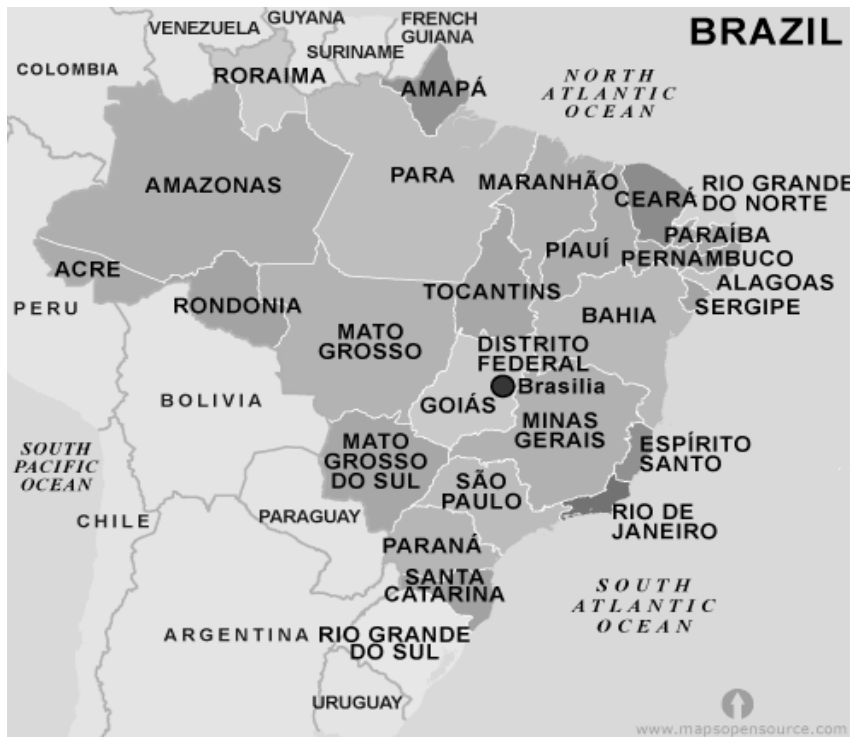 BRAZIL
GUYANA
FRENCH
GUIANA
VENEZUELA
SURINAME
COLOMBIA
RORAIMA
AMAPÁ
NORTH
ATLANTIC
OCEAN
AMAZONAS
PARA
MARANHÃO
CEARÁ
RIO GRANDE
DO NORTE
PARAÍBA
PIAUÍ
PERNAMBUCO
ACRE
ALAGOAS
TOCANTINS
SERGIPE
PERU
RONDONIA
BAHIA
MATO
GROSSO
DISTRITO
FEDERAL
Brasilia
BOLIVIA
GOIÁS
MINAS
GERAIS
SOUTH
PACIFIC
OCEAN
MATO
GROSSO
DO SUL
ESPÍRITO
SANTO
SÃO
PAULO
CHILE
PARAGUAY
RIO DE
JANEIRO
PARANÁ
SANTA
CATARINA
SOUTH
ATLANTIC
OCEAN
ARGENTINA
RIO GRANDE
DO SUL
URUGUAY
www.mapsopensource.com